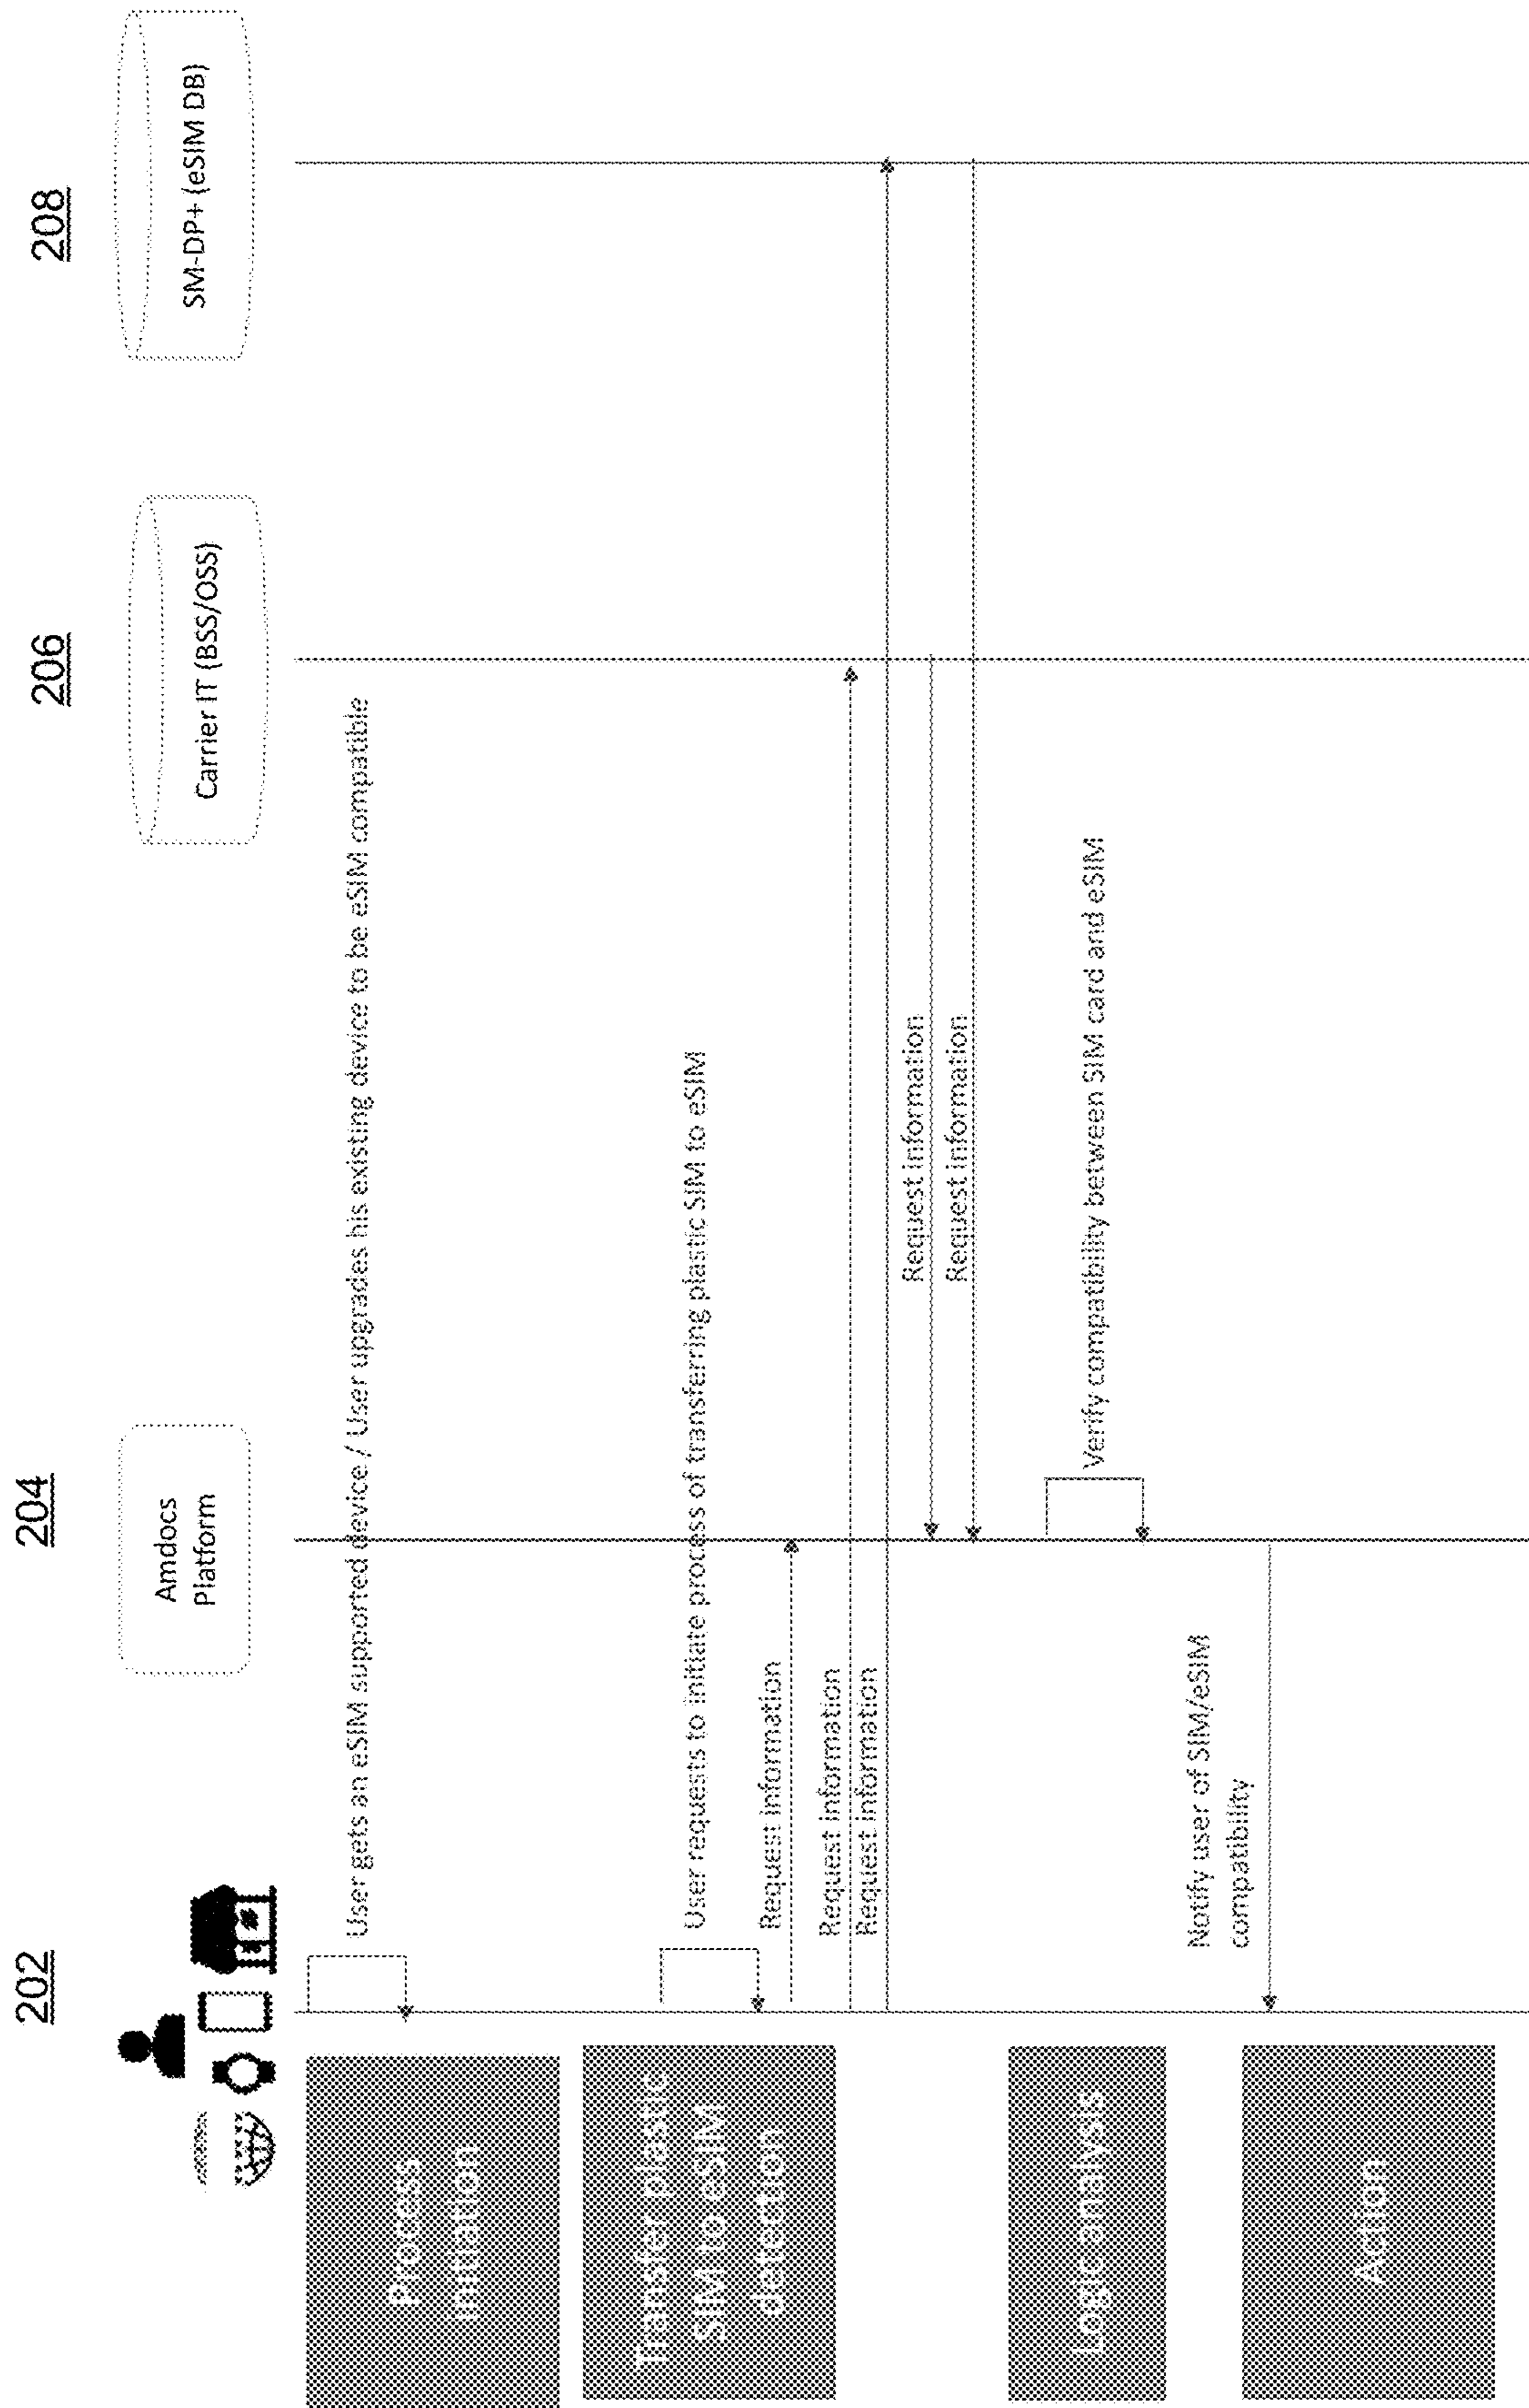 202
204
206
208
Amdocs
Platform
Carrier IT (BSS/OSS)
SM-DP+ (eSIM DB)
Process
initiation
User gets an eSIM supported device / User upgrades his existing device to be eSIM compatible
Transfer plastic
SIM to eSIM
detection
User requests to initiate process of transferring plastic SIM to eSIM
Request information
Request information
Request information
Request information
Request information
Logic analysis
Verify compatibility between SIM card and eSIM
Action
Notify user of SIM/eSIM
compatibility